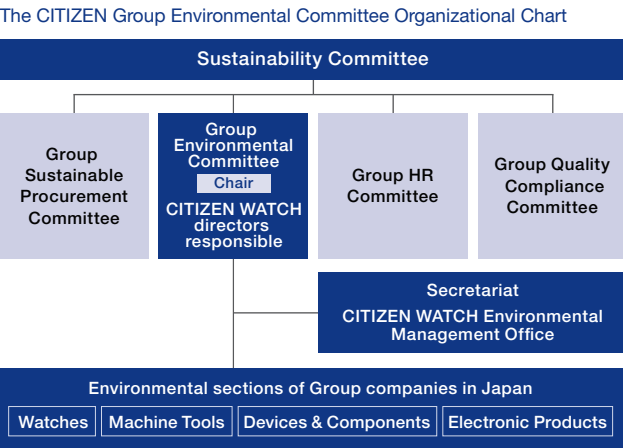 The CITIZEN Group Environmental Committee Organizational Chart
Sustainability Committee
Group
Sustainable
Procurement
Committee
Group
Environmental
Committee
Chair
CITIZEN WATCH
directors
responsible
Group HR
Committee
Group Quality
Compliance
Committee
Secretariat
CITIZEN WATCH Environmental
Management Office
Environmental sections of Group companies in Japan
Watches
Machine Tools
Devices & Components
Electronic Products